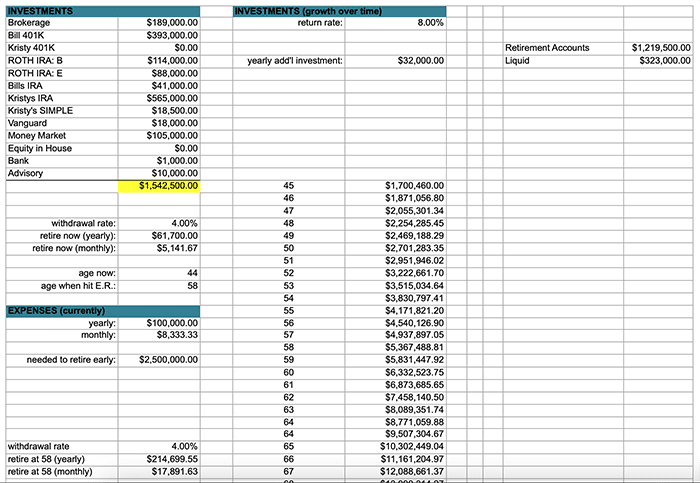 INVESTMENTS INVESTMENTS (growth over time)
Brokerage $189,000.00 return rate: 8.00%
Bill 401K $393,000.00
Kristy 401K $0.00 Retirement Accounts $1,219,500.00
ROTH IRA: B $114,000.00 yearly add'l investment: $32,000.00 Liquid $323,000.00
ROTH IRA: E $88,000.00
Bills IRA $41,000.00
Kristys IRA $565,000.00
Kristy's SIMPLE $18,500.00
Vanguard $18,000.00
Money Market $105,000.00
Equity in House $0.00
Bank $1,000.00
Advisory $10,000.00
$1,542,500.00 45 $1,700,460.00
46 $1,871,056.80
47 $2,055,301.34
withdrawal rate: 4.00% 48 $2,254,285.45
retire now (yearly): $61,700.00 49 $2,469,188.29
retire now (monthly): $5,141.67 50 $2,701,283.35
51 $2,951,946.02
age now: 44 52 $3,222,661.70
age when hit E.R.: 58 53 $3,515,034.64
54 $3,830,797.41
EXPENSES (currently) 55 $4,171,821.20
yearly: $100,000.00 56 $4,540,126.90
monthly: $8,333.33 57 $4,937,897.05
58 $5,367,488.81
needed to retire early: $2,500,000.00 59 $5,831,447.92
60 $6,332,523.75
61 $6,873,685.65
62 $7,458,140.50
63 $8,089,351.74
64 $8,771,059.88
64 $9,507,304.67
withdrawal rate 4.00% 65 $10,302,449.04
retire at 58 (yearly) $214,699.55 66 $11,161,204.97
retire at 58 (monthly) $17,891.63 67 $12,088,661.37